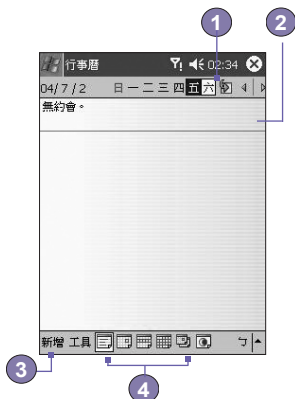 1
2
行事曆 02:34
04/ 7 / 2 日 一 二 三 四 五 六
無約會。
新增 工具 ㄅ
3
4